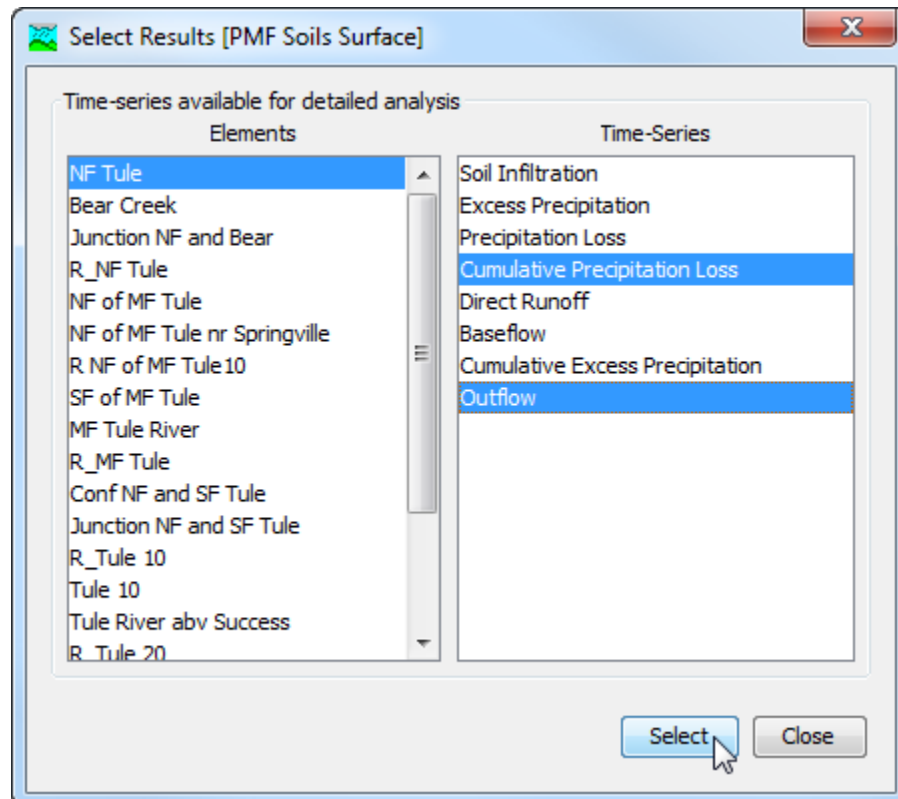 Select Results [PMF Soils Surface]
Time-series available for detailed analysis
Elements
Time-Series
NF Tule
Bear Creek
Junction NF and Bear
R_NF Tule
NF of MF Tule
NF of MF Tule nr Springville
R NF of MF Tule10
SF of MF Tule
MF Tule River
R_MF Tule
Conf NF and SF Tule
Junction NF and SF Tule
R_Tule 10
Tule 10
Tule River abv Success
R_Tule 20
Soil Infiltration
Excess Precipitation
Precipitation Loss
Cumulative Precipitation Loss
Direct Runoff
Baseflow
Cumulative Excess Precipitation
Outflow
Select
Close